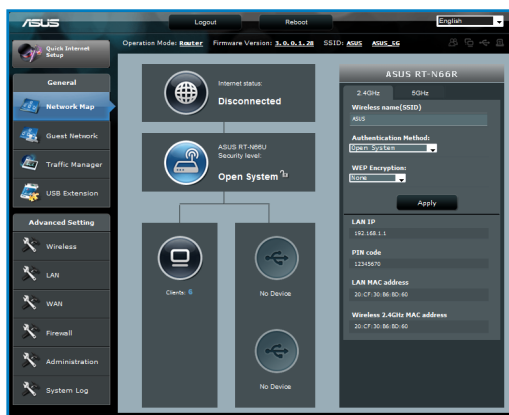 ASUS
Logout
Reboot
English
Quick Internet
Setup
Operation Mode: Router Firmware Version: 3.0.0.1.28 SSID: ASUS ASUS_5G
General
Network Map
Guest Network
Traffic Manager
USB Extension
Advanced Setting
Wireless
LAN
WAN
Firewall
Administration
System Log
Internet status:
Disconnected
ASUS RT-N66U
Security level:
Open System
Clients: 6
No Device
No Device
ASUS RT-N66R
2.4GHz
5GHz
Wireless name(SSID)
ASUS
Authentication Method:
Open System
WEP Encryption:
None
Apply
LAN IP
192.168.1.1
PIN code
12345670
LAN MAC address
20:CF:30:B6:BD:60
Wireless 2.4GHz MAC address
20:CF:30:B6:BD:60